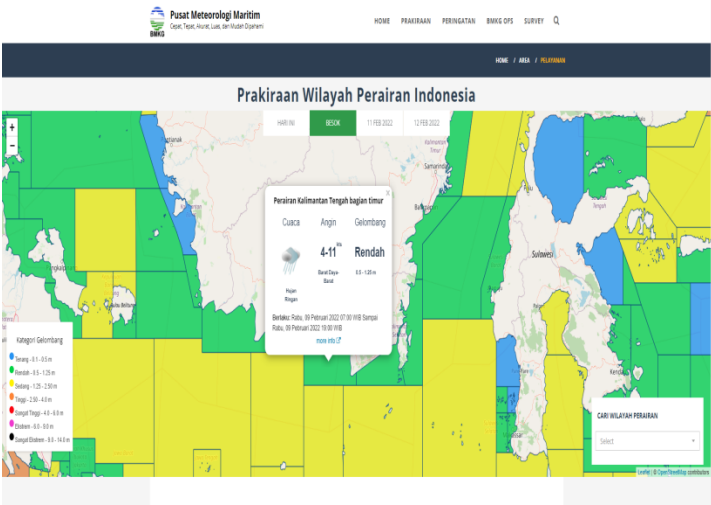 BMKG
Pusat Meteorologi Maritim
Cepat, Tepat, Akurat, Luas, dan Mudah Dipahami
HOME PRAKIRAAN PERINGATAN BMKG OFS SURVEY
HOME / AREA / PELAYANAN
Prakiraan Wilayah Perairan Indonesia
HARI INI BESOK 11 FEB 2022 12 FEB 2022
+
-
Kalimantan
Timur
Samarinda
Perairan Kalimantan Tengah bagian timur
x
Cuaca Angin Gelombang
4-11 kts Rendah
Barat Daya-
Barat
0.5 - 1.25 m
Hujan
Ringan
Berlaku: Rabu, 09 Pebruari 2022 07:00 WIB Sampai
Rabu, 09 Pebruari 2022 19:00 WIB
more info
Tengah
Sulawesi
Makassar
Kategori Gelombang
Tenang - 0.1 - 0.5 m
Rendah - 0.5 - 1.25 m
Sedang - 1.25 - 2.50 m
Tinggi - 2.50 - 4.0 m
Sangat Tinggi - 4.0 - 6.0 m
Ekstrem - 6.0 - 9.0 m
Sangat Ekstrem - 9.0 - 14.0 m
CARI WILAYAH PERAIRAN
Select
Leaflet | © OpenStreetMap contributors